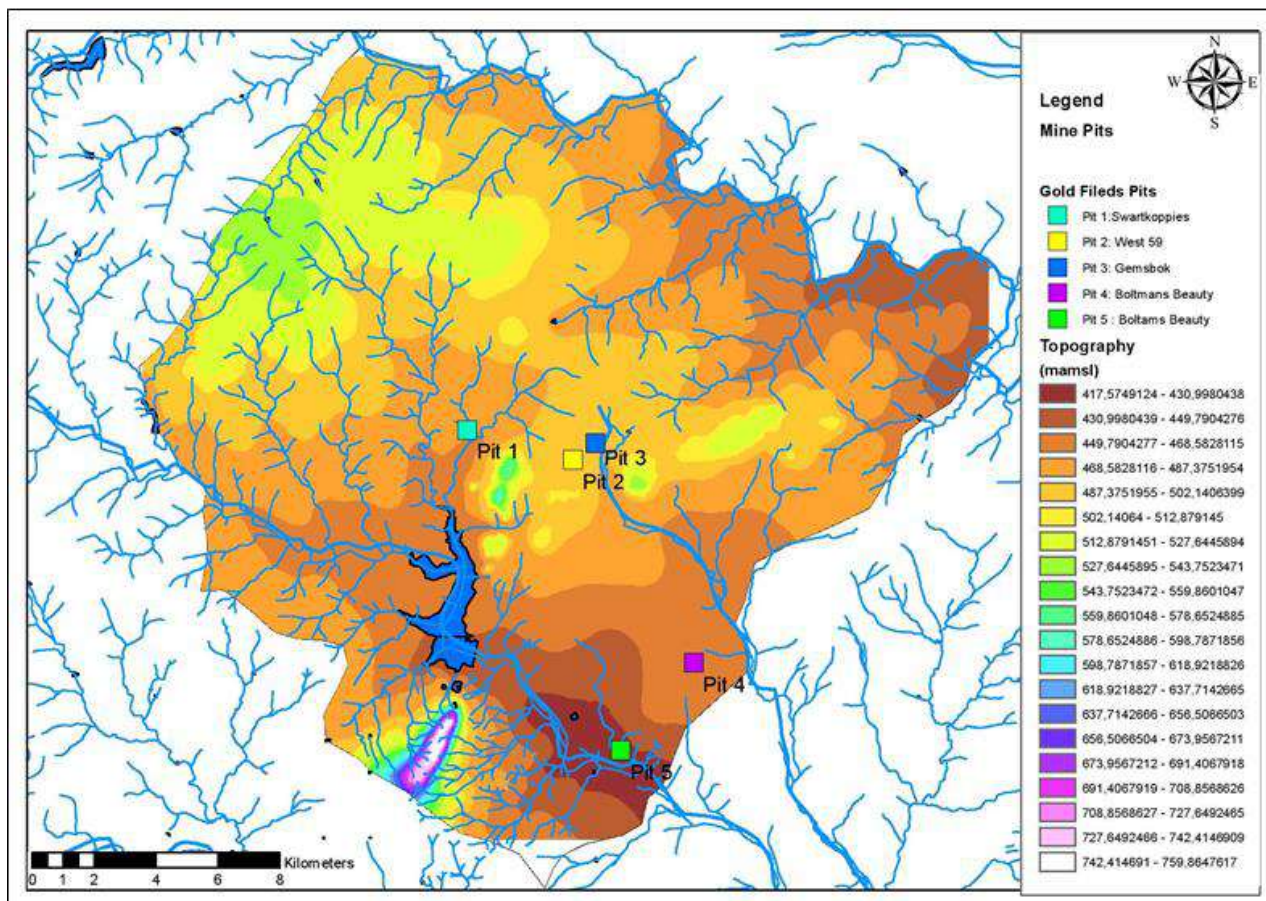 Pit 1
Pit 3
Pit 2
Pit 4
Pit 5
Kilometers
0 1 2 4 6 8
N
W E
S
Legend
Mine Pits
Gold Fileds Pits
Pit 1:Swartkoppies
Pit 2: West 59
Pit 3: Gemsbok
Pit 4: Boltmans Beauty
Pit 5 : Boltams Beauty
Topography
(mamsl)
417,5749124 - 430,9980438
430,9980439 - 449,7904276
449,7904277 - 468,5828115
468,5828116 - 487,3751954
487,3751955 - 502,1406399
502,14064 - 512,879145
512,8791451 - 527,6445894
527,6445895 - 543,7523471
543,7523472 - 559,8601047
559,8601048 - 578,6524885
578,6524886 - 598,7871856
598,7871857 - 618,9218826
618,9218827 - 637,7142665
637,7142666 - 656,5066503
656,5066504 - 673,9567211
673,9567212 - 691,4067918
691,4067919 - 708,8568626
708,8568627 - 727,6492465
727,6492466 - 742,4146909
742,414691 - 759,8647617